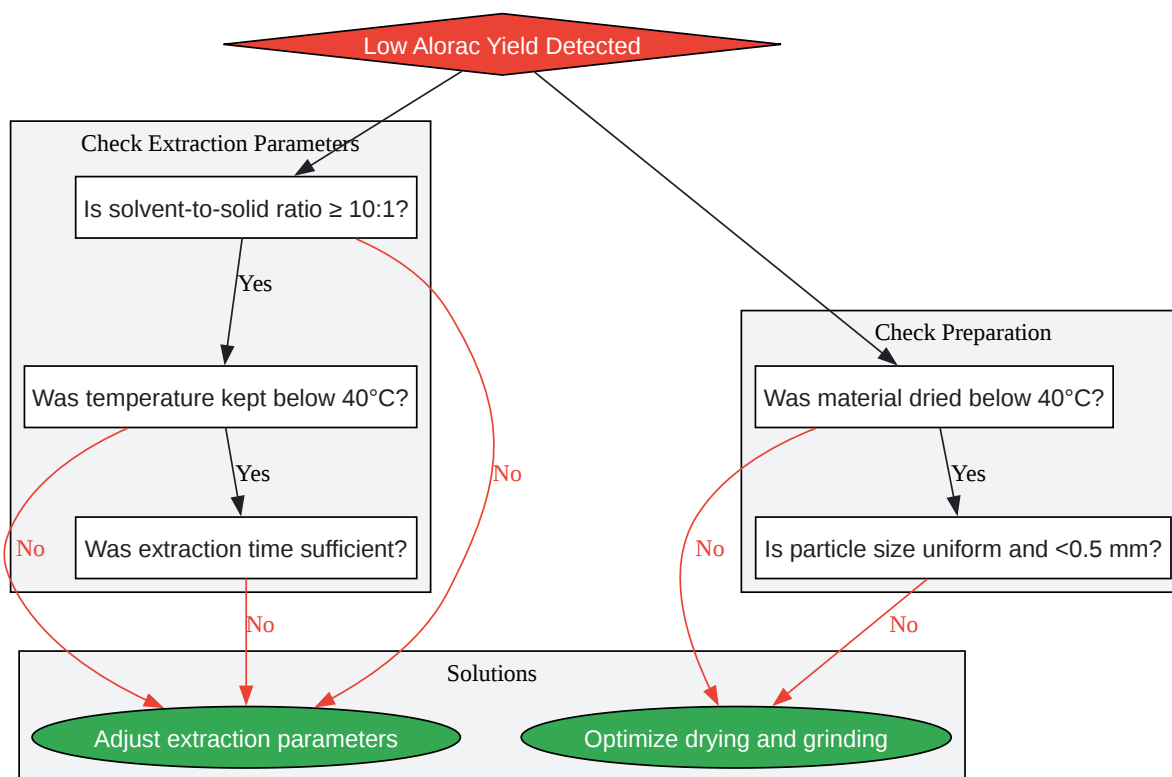 Low Alorac Yield Detected
Check Extraction Parameters
Is solvent-to-solid ratio ≥ 10:1?
Yes
No
Was temperature kept below 40°C?
Yes
No
Was extraction time sufficient?
No
Check Preparation
Was material dried below 40°C?
Yes
No
Is particle size uniform and <0.5 mm?
No
Solutions
Adjust extraction parameters
Optimize drying and grinding